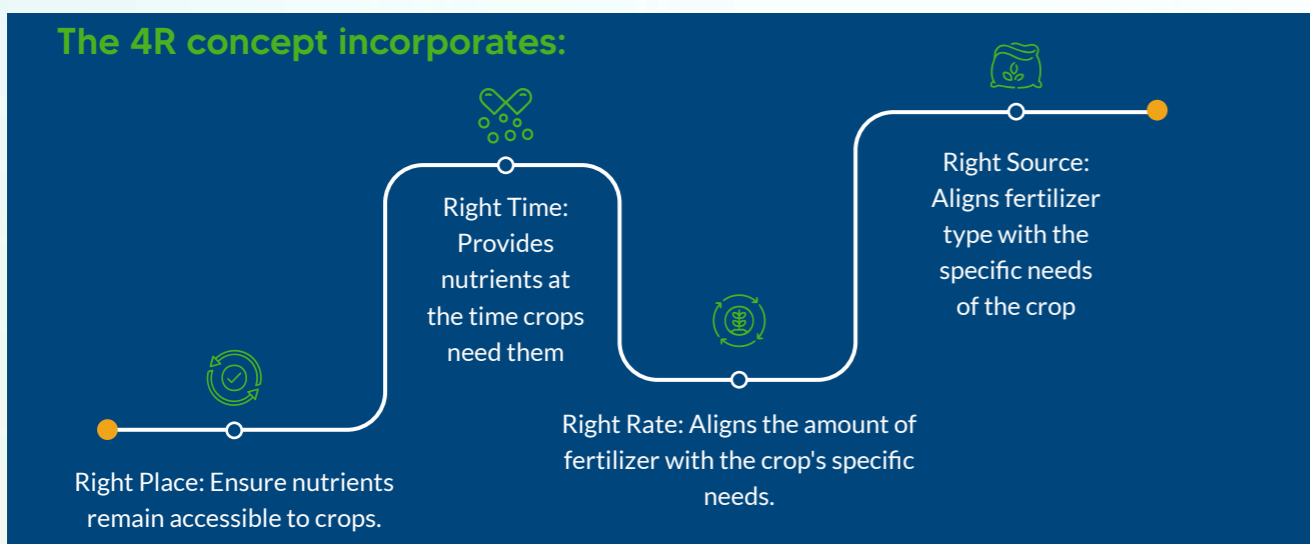 The 4R concept incorporates:
Right Place: Ensure nutrients
remain accessible to crops.
Right Time:
Provides
nutrients at
the time crops
need them
Right Rate: Aligns the amount of
fertilizer with the crop's specific
needs.
Right Source:
Aligns fertilizer
type with the
specific needs
of the crop